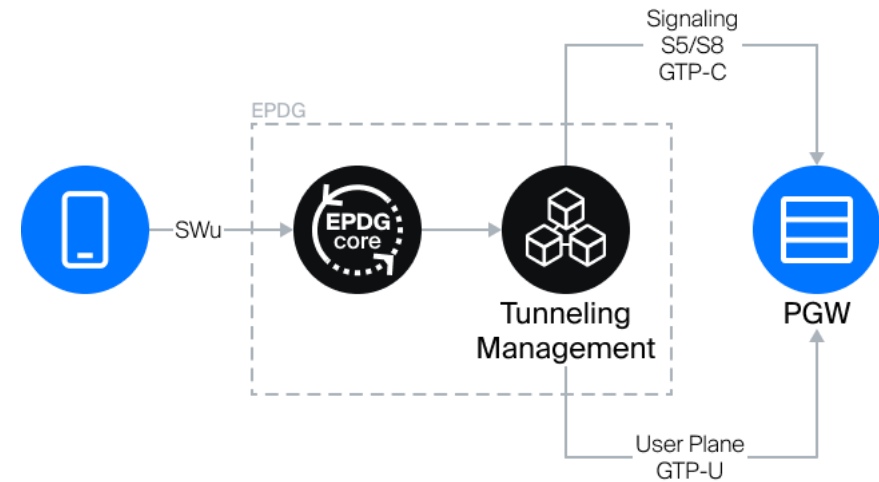 Signaling
S5/S8
GTP-C
EPDG
SWu
EPDG
core
Tunneling
Management
PGW
User Plane
GTP-U